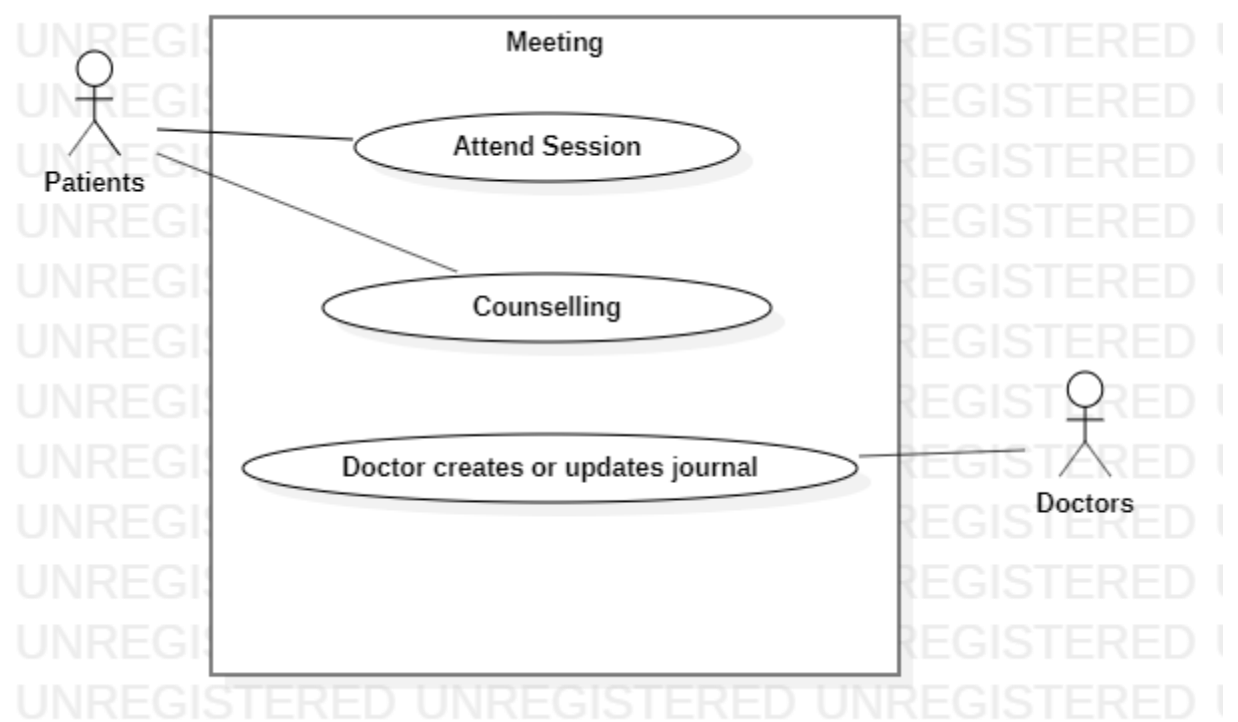 Meeting
Attend Session
Patients
Counselling
Doctor creates or updates journal
Doctors
UNREGISTERED UNREGISTERED UNREGISTERED